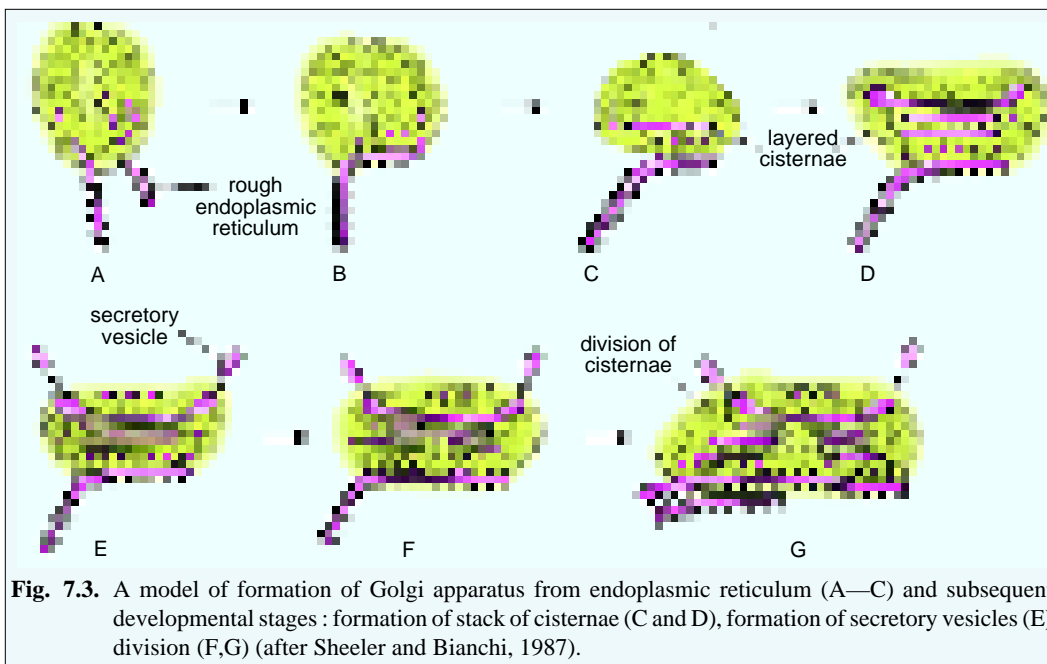 rough
endoplasmic
reticulum
A
B
C
layered
cisternae
D
secretory
vesicle
E
F
division of
cisternae
G
Fig. 7.3. A model of formation of Golgi apparatus from endoplasmic reticulum (A—C) and subsequen
developmental stages : formation of stack of cisternae (C and D), formation of secretory vesicles (E)
division (F,G) (after Sheeler and Bianchi, 1987).